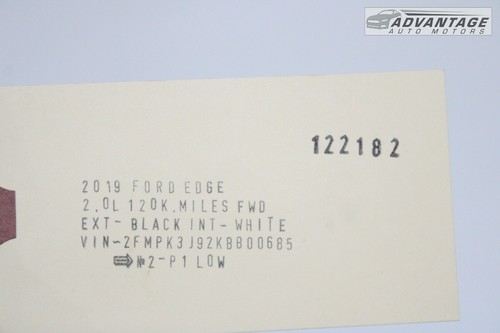 ADVANTAGE
AUTO MOTORS
122182
2019 FORD EDGE
2.0L 120K.MILES FWD
EXT- BLACK INT- WHITE
VIN~2FMPK3J92KBB00685
⇨ №2-P1 LOW